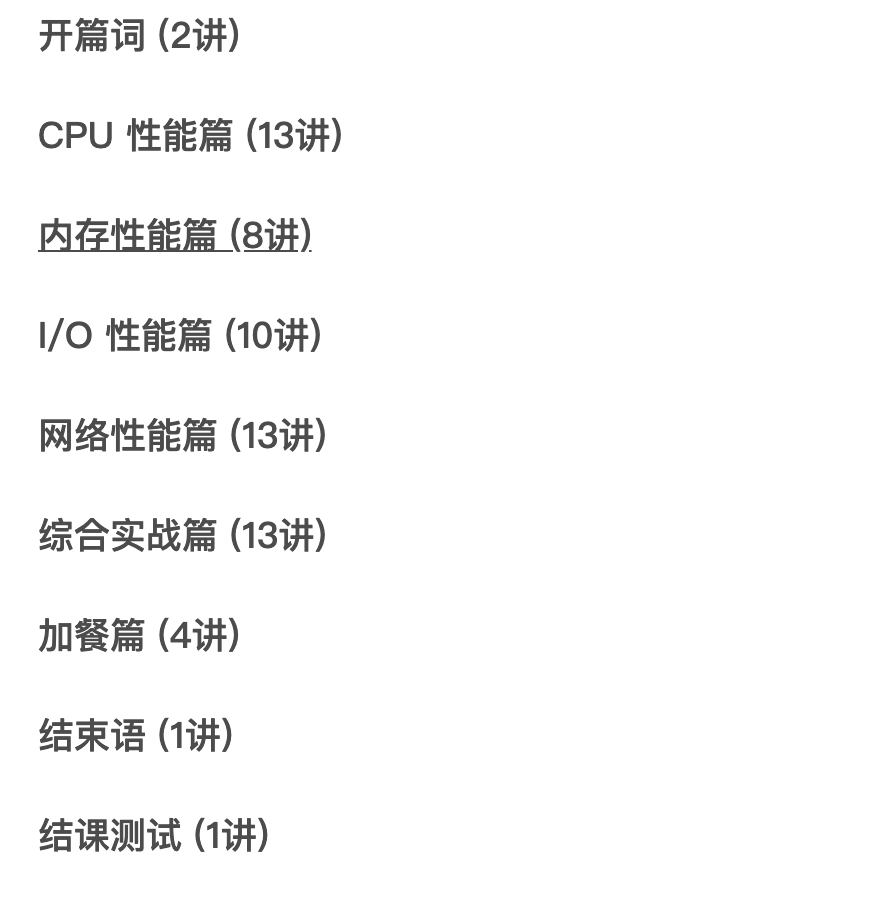 开篇词 (2讲)
CPU 性能篇 (13讲)
内存性能篇 (8讲)
I/O 性能篇 (10讲)
网络性能篇 (13讲)
综合实战篇 (13讲)
加餐篇 (4讲)
结束语 (1讲)
结课测试 (1讲)